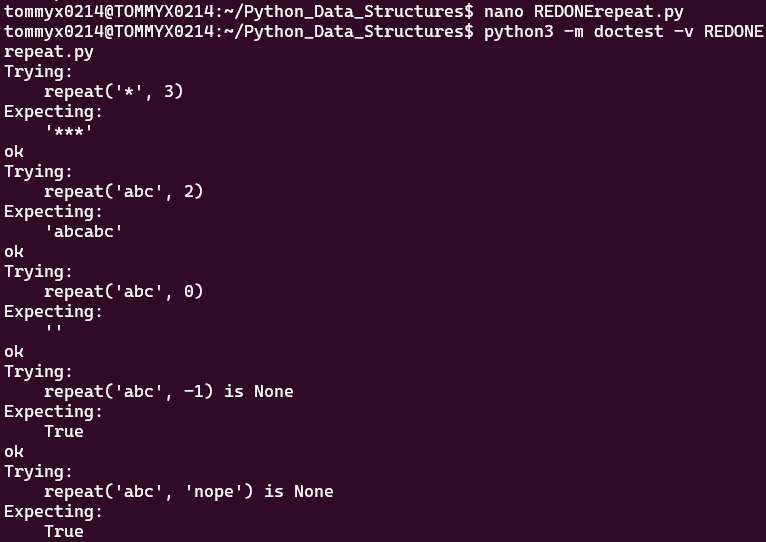 tommyx0214@TOMMYX0214:~/Python_Data_Structures$ nano REDONErepeat.py
tommyx0214@TOMMYX0214:~/Python_Data_Structures$ python3 -m doctest -v REDONE
repeat.py
Trying:
    repeat('*', 3)
Expecting:
    '***'
ok
Trying:
    repeat('abc', 2)
Expecting:
    'abcabc'
ok
Trying:
    repeat('abc', 0)
Expecting:
    ''
ok
Trying:
    repeat('abc', -1) is None
Expecting:
    True
ok
Trying:
    repeat('abc', 'nope') is None
Expecting:
    True